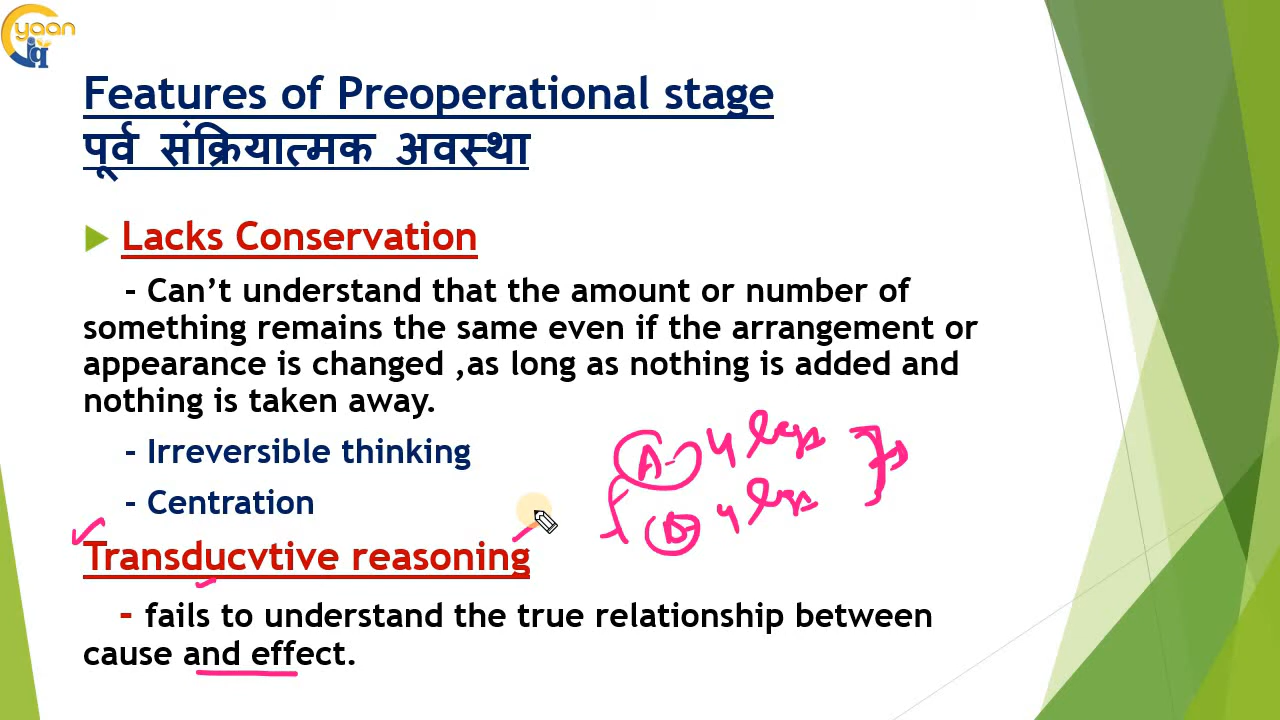 yaan
iq
Features of Preoperational stage
पूर्व संक्रियात्मक अवस्था
Lacks Conservation
- Can’t understand that the amount or number of
something remains the same even if the arrangement or
appearance is changed ,as long as nothing is added and
nothing is taken away.
- Irreversible thinking
A- 4 legs
- Centration
4 legs
Transducvtive reasoning
- fails to understand the true relationship between
cause and effect.